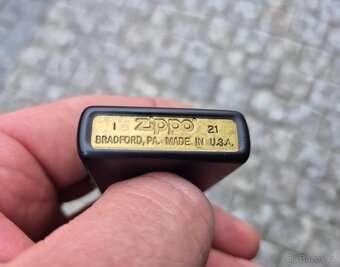 I zippo 21
BRADFORD, PA. MADE IN U.S.A.